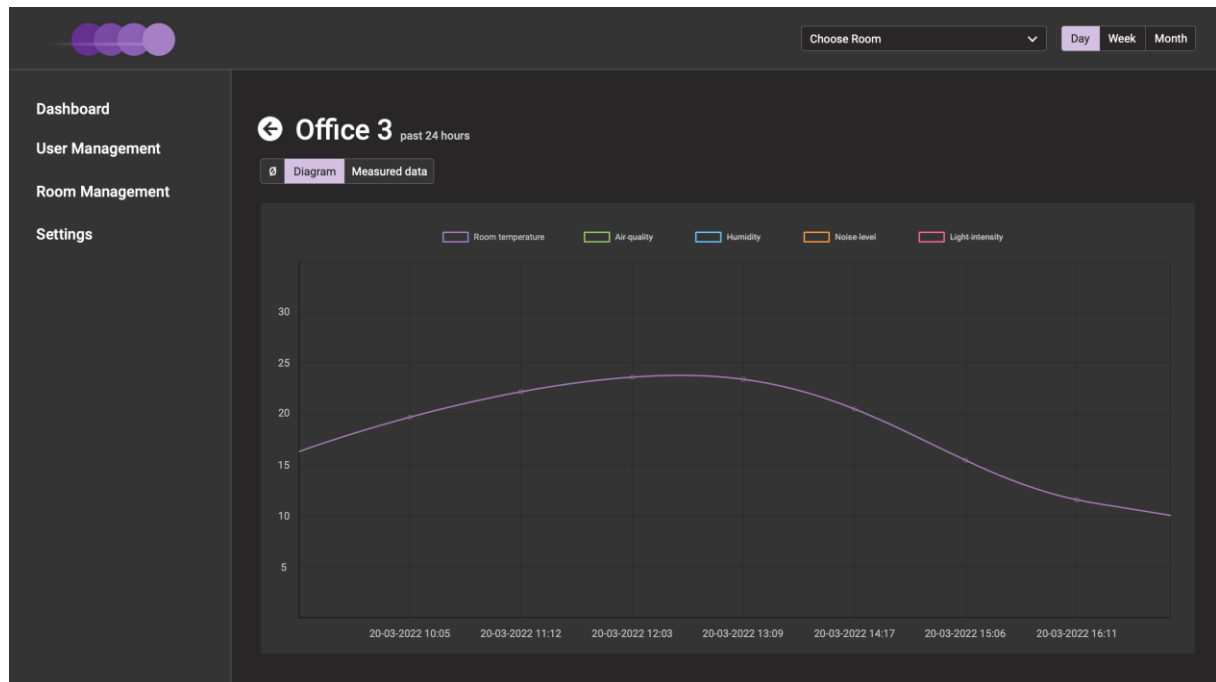 Choose Room
Day Week Month
Dashboard
User Management
Room Management
Settings
Office 3 past 24 hours
Ø Diagram Measured data
Room temperature Air quality Humidity Noise level Light intensity
30
25
20
15
10
5
20-03-2022 10:05 20-03-2022 11:12 20-03-2022 12:03 20-03-2022 13:09 20-03-2022 14:17 20-03-2022 15:06 20-03-2022 16:11